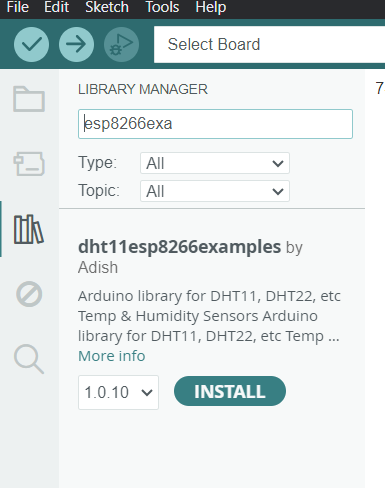 File Edit Sketch Tools Help
Select Board
LIBRARY MANAGER
7
esp8266exa
Type: All
Topic: All
dht11esp8266examples by
Adish
Arduino library for DHT11, DHT22, etc
Temp & Humidity Sensors Arduino
library for DHT11, DHT22, etc Temp ...
More info
1.0.10 INSTALL